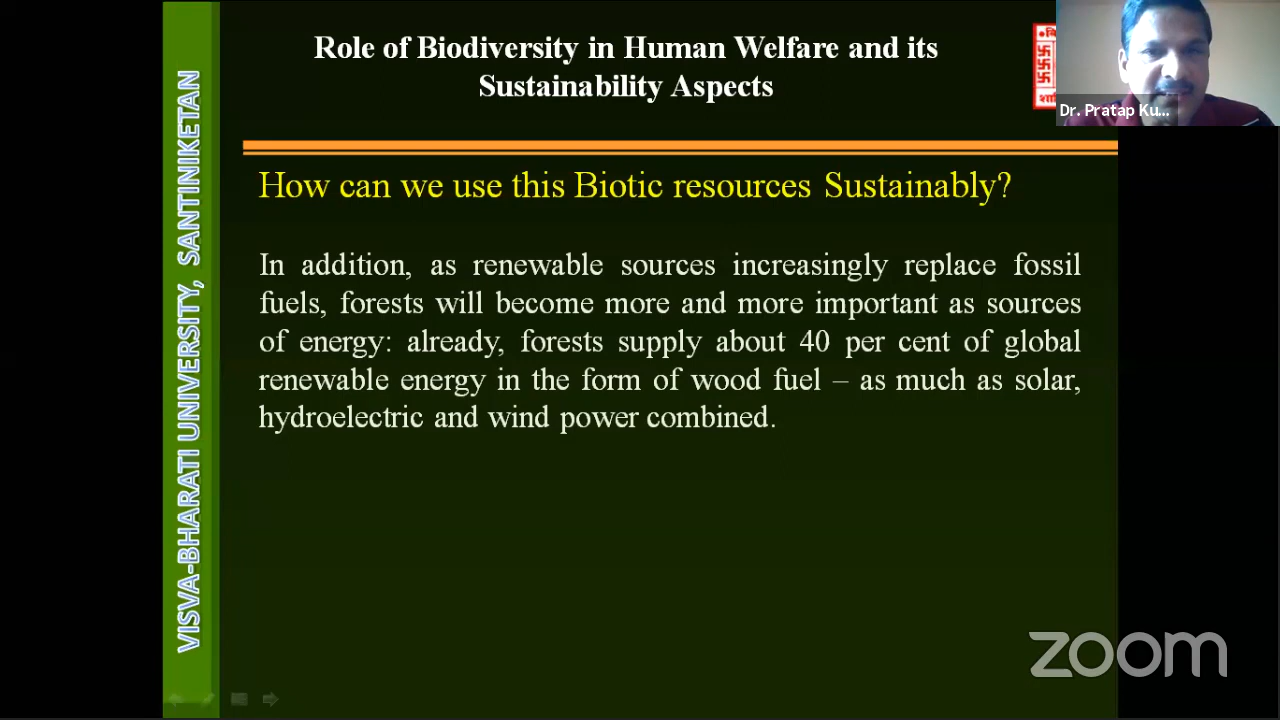 Role of Biodiversity in Human Welfare and its
Sustainability Aspects
Dr. Pratap Ku...
How can we use this Biotic resources Sustainably?
In addition, as renewable sources increasingly replace fossil
fuels, forests will become more and more important as sources
of energy: already, forests supply about 40 per cent of global
renewable energy in the form of wood fuel – as much as solar,
hydroelectric and wind power combined.
VISVA-BHARATI UNIVERSITY, SANTINIKETAN
zoom